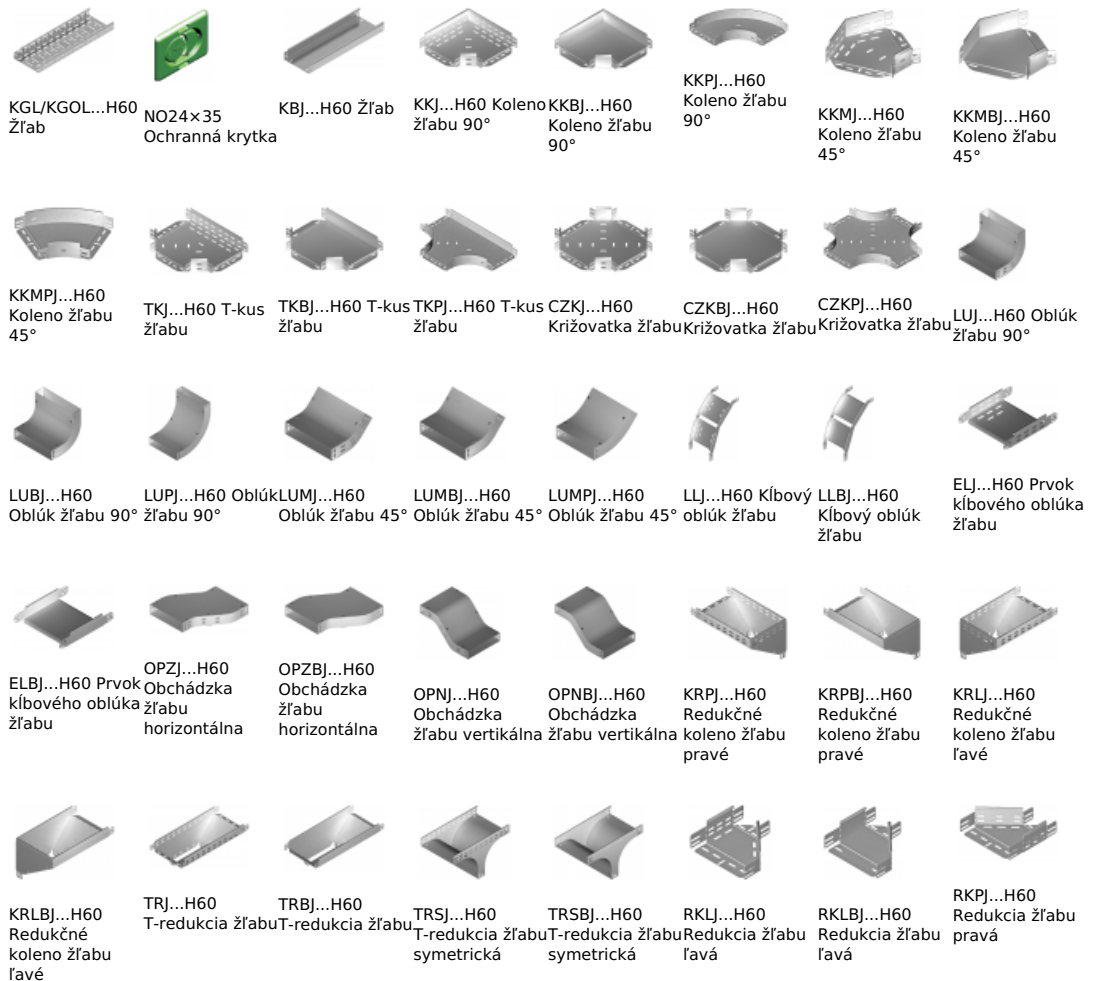 KGL/KGOL...H60
Žľab
NO24×35
Ochranná krytka
KBJ...H60 Žľab
KKJ...H60 Koleno
žľabu 90°
KKBJ...H60
Koleno žľabu
90°
KKPJ...H60
Koleno žľabu
90°
KKMJ...H60
Koleno žľabu
45°
KKMBJ...H60
Koleno žľabu
45°
KKMPJ...H60
Koleno žľabu
45°
TKJ...H60 T-kus
žľabu
TKBJ...H60 T-kus
žľabu
TKPJ...H60 T-kus
žľabu
CZKJ...H60
Križovatka žľabu
CZKBJ...H60
Križovatka žľabu
CZKPJ...H60
Križovatka žľabu
LUJ...H60 Oblúk
žľabu 90°
LUBJ...H60
Oblúk žľabu 90°
LUPJ...H60 Oblúk
žľabu 90°
LUMJ...H60
Oblúk žľabu 45°
LUMBJ...H60
Oblúk žľabu 45°
LUMPJ...H60
Oblúk žľabu 45°
LLJ...H60 Kĺbový
oblúk žľabu
LLBJ...H60
Kĺbový oblúk
žľabu
ELJ...H60 Prvok
kĺbového oblúka
žľabu
ELBJ...H60 Prvok
kĺbového oblúka
žľabu
OPZJ...H60
Obchádzka
žľabu
horizontálna
OPZBJ...H60
Obchádzka
žľabu
horizontálna
OPNJ...H60
Obchádzka
žľabu vertikálna
OPNBJ...H60
Obchádzka
žľabu vertikálna
KRPJ...H60
Redukčné
koleno žľabu
pravé
KRPBJ...H60
Redukčné
koleno žľabu
pravé
KRLJ...H60
Redukčné
koleno žľabu
ľavé
KRLBJ...H60
Redukčné
koleno žľabu
ľavé
TRJ...H60
T-redukcia žľabu
TRBJ...H60
T-redukcia žľabu
TRSJ...H60
T-redukcia žľabu
symetrická
TRSBJ...H60
T-redukcia žľabu
symetrická
RKLJ...H60
Redukcia žľabu
ľavá
RKLBJ...H60
Redukcia žľabu
ľavá
RKPJ...H60
Redukcia žľabu
pravá